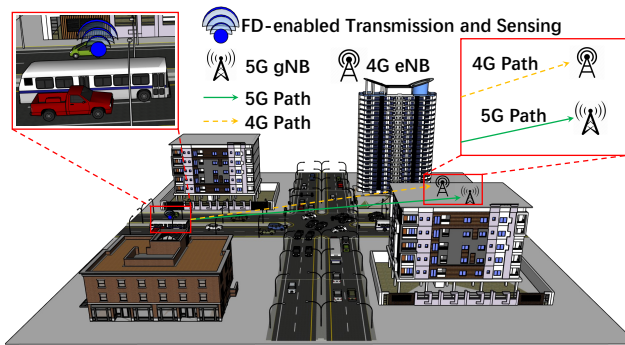 FD-enabled Transmission and Sensing
5G gNB
4G eNB
5G Path
4G Path
4G Path
5G Path